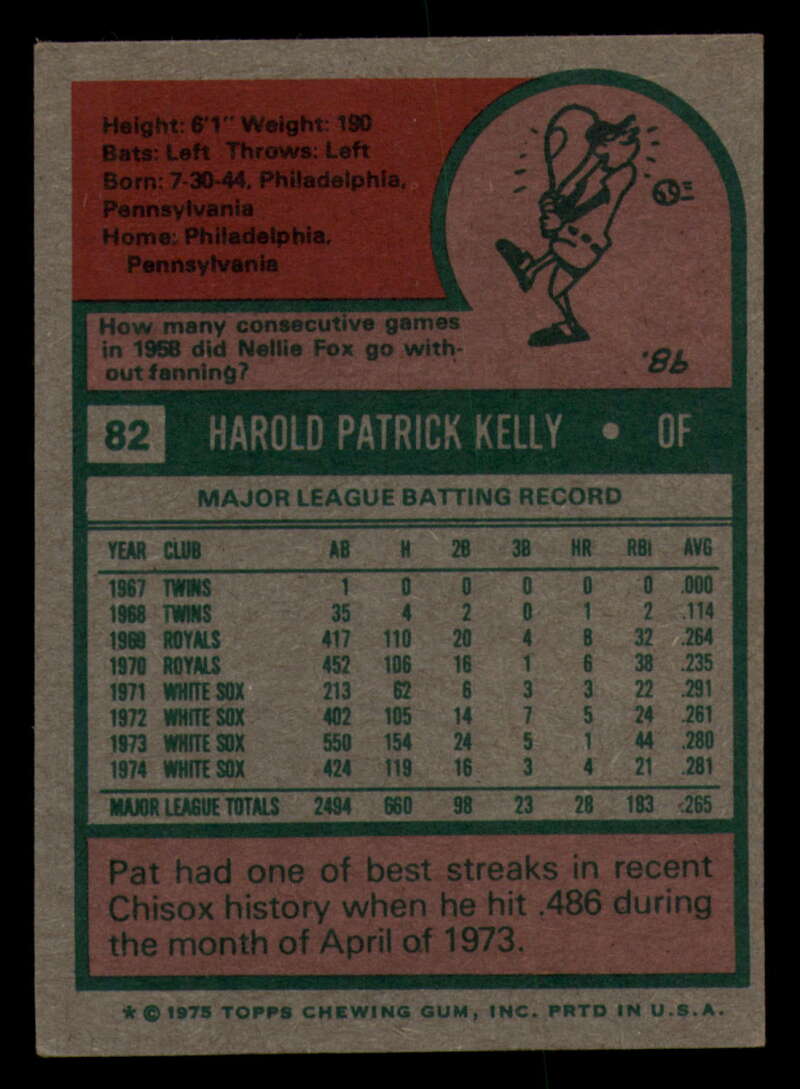 Height: 6'1" Weight: 190
Bats: Left Throws: Left
Born: 7-30-44, Philadelphia,
Pennsylvania
Home: Philadelphia,
Pennsylvania
How many consecutive games
in 1958 did Nellie Fox go with-
out fanning?
98.
82 HAROLD PATRICK KELLY • OF
MAJOR LEAGUE BATTING RECORD
YEAR CLUB AB H 2B 3B HR RBI AVG
1967 TWINS 1 0 0 0 0 0 .000
1968 TWINS 35 4 2 0 1 2 .114
1969 ROYALS 417 110 20 4 8 32 .264
1970 ROYALS 452 106 16 1 6 38 .235
1971 WHITE SOX 213 62 6 3 3 22 .291
1972 WHITE SOX 402 105 14 7 5 24 .261
1973 WHITE SOX 550 154 24 5 1 44 .280
1974 WHITE SOX 424 119 16 3 4 21 .281
MAJOR LEAGUE TOTALS 2494 660 98 23 28 183 .265
Pat had one of best streaks in recent
Chisox history when he hit .486 during
the month of April of 1973.
* © 1975 TOPPS CHEWING GUM, INC. PRTD IN U.S.A.